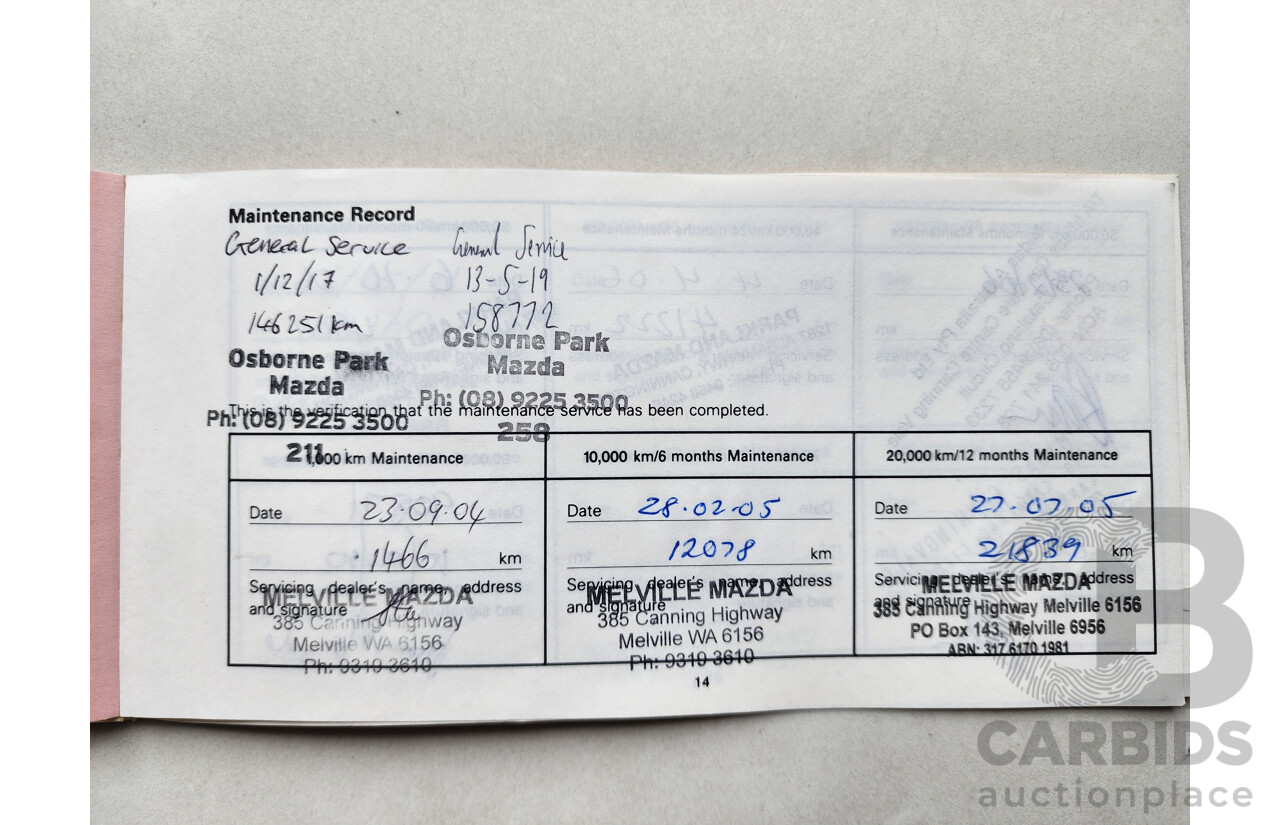 Maintenance Record
General Service
1/12/17
146251 km
Osborne Park
Mazda
Ph: (08) 9225 3500
211
General Service
13-5-19
158772
Osborne Park
Mazda
Ph: (08) 9225 3500
258
This is the verification that the maintenance service has been completed.
1,000 km Maintenance
Date 23·09·04
1466 km
Servicing dealer's name, address
and signature
MELVILLE MAZDA
385 Canning Highway
Melville WA 6156
Ph: 9319 3610
10,000 km/6 months Maintenance
Date 28·02·05
12078 km
Servicing dealer's name, address
and signature
MELVILLE MAZDA
385 Canning Highway
Melville WA 6156
Ph: 9319 3610
20,000 km/12 months Maintenance
Date 27·07·05
21839 km
Servicing dealer's name, address
and signature
MELVILLE MAZDA
385 Canning Highway Melville 6156
PO Box 143, Melville 6956
ABN: 317 6170 1981
14
CARBIDS
auctionplace